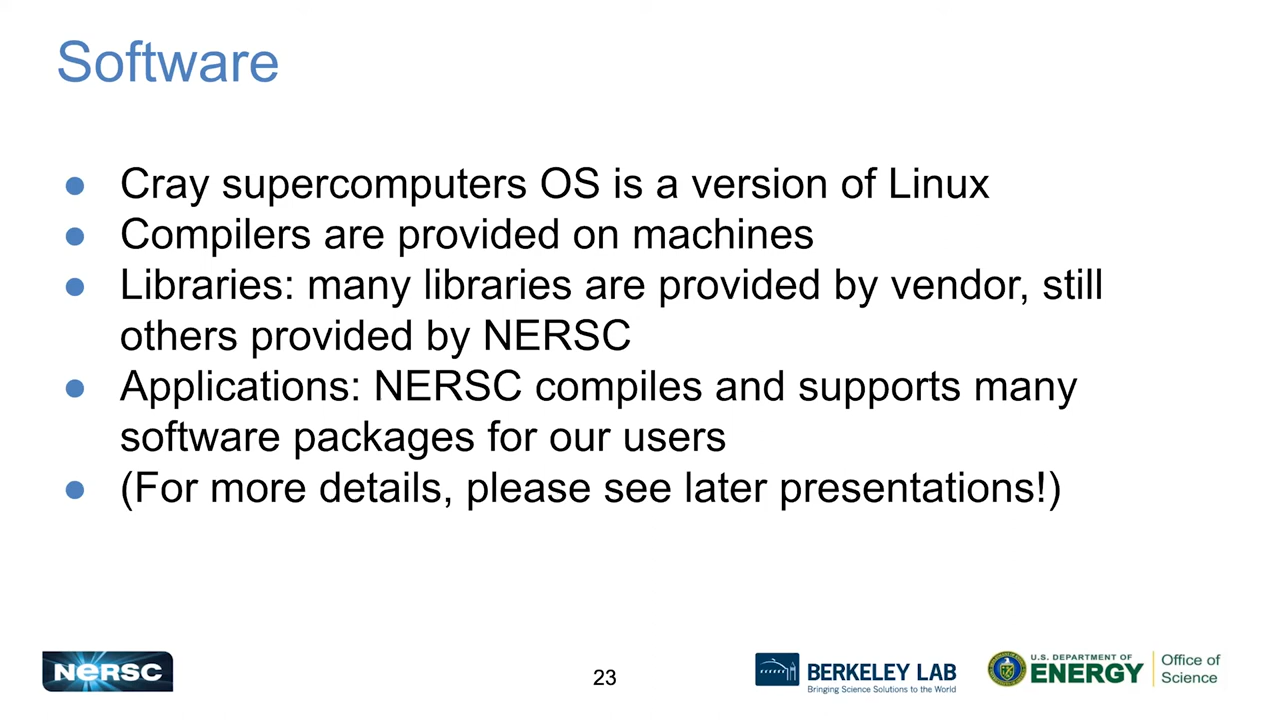 Software
● Cray supercomputers OS is a version of Linux
● Compilers are provided on machines
● Libraries: many libraries are provided by vendor, still
others provided by NERSC
● Applications: NERSC compiles and supports many
software packages for our users
● (For more details, please see later presentations!)
NERSC
23
BERKELEY LAB
Bringing Science Solutions to the World
U.S. DEPARTMENT OF
ENERGY
Office of
Science